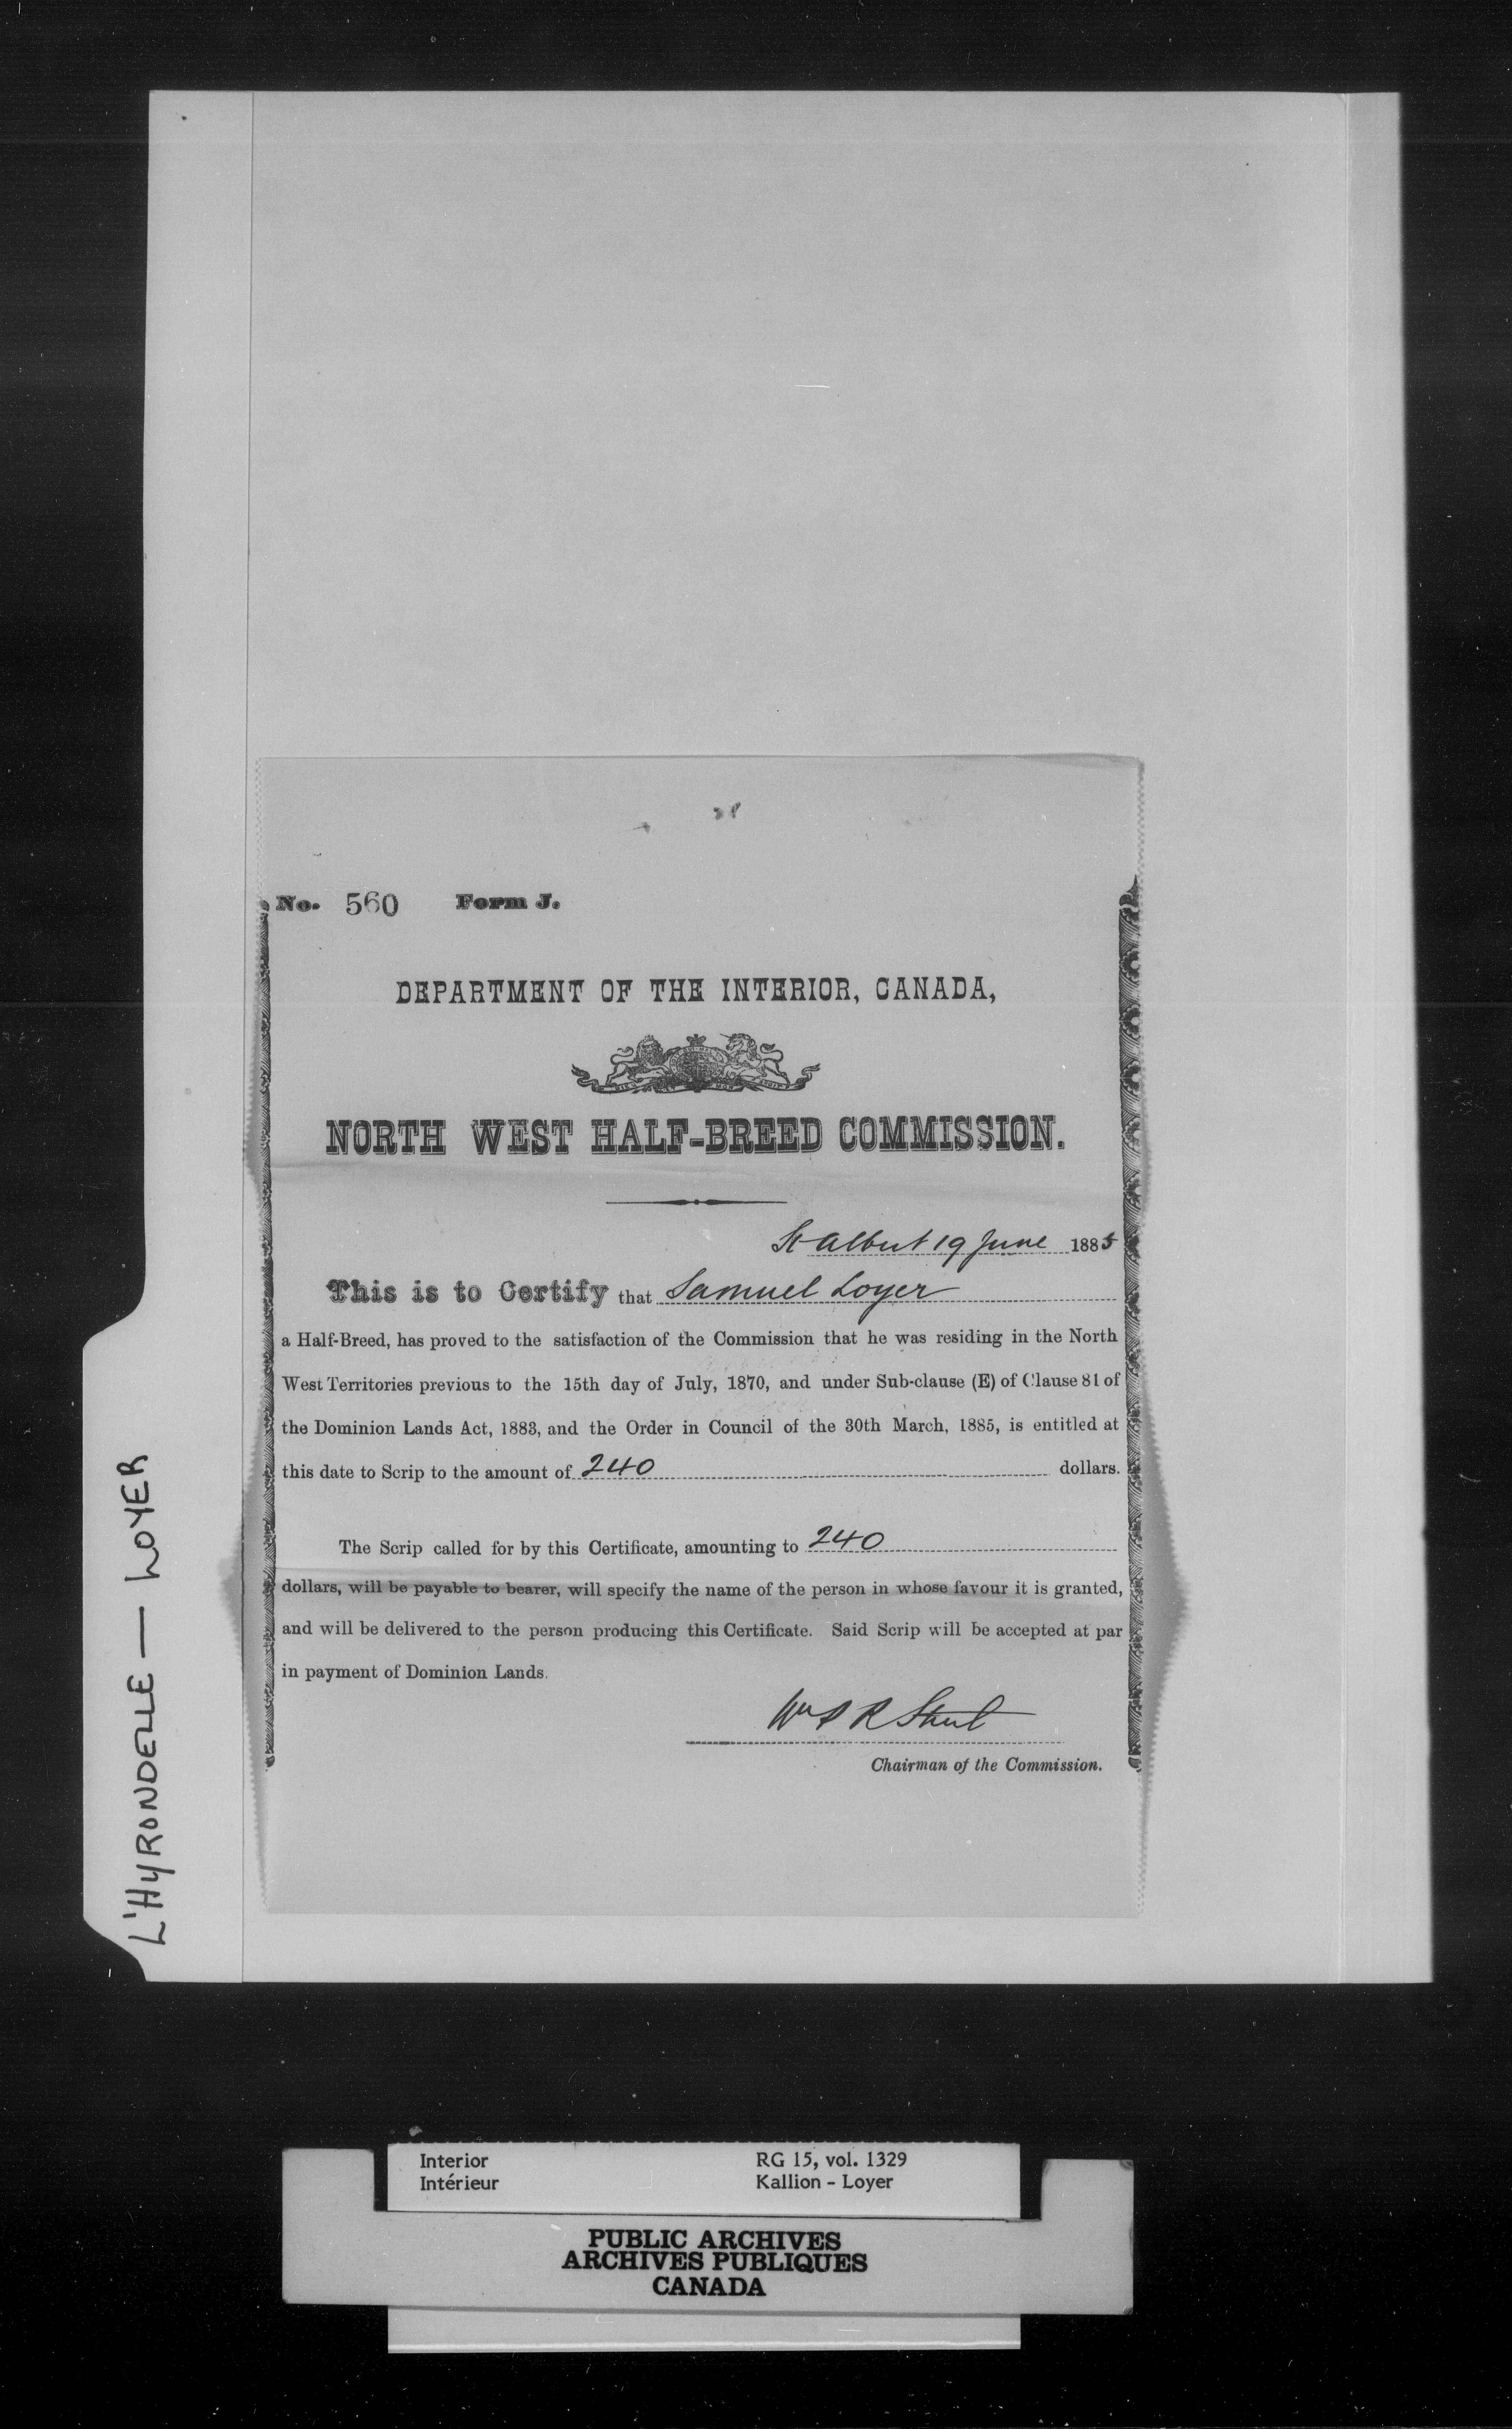 No. 560 Form J.
DEPARTMENT OF THE INTERIOR, CANADA,
NORTH WEST HALF-BREED COMMISSION.
St Albert 19 June 1885
This is to Certify that Samuel Loyer
a Half-Breed, has proved to the satisfaction of the Commission that he was residing in the North
West Territories previous to the 15th day of July, 1870, and under Sub-clause (E) of Clause 81 of
the Dominion Lands Act, 1883, and the Order in Council of the 30th March, 1885, is entitled at
this date to Scrip to the amount of 240 dollars.
The Scrip called for by this Certificate, amounting to 240
dollars, will be payable to bearer, will specify the name of the person in whose favour it is granted,
and will be delivered to the person producing this Certificate. Said Scrip will be accepted at par
in payment of Dominion Lands.
Wm P R Street
Chairman of the Commission.
L'HYRONDELLE — LOYER
Interior RG 15, vol. 1329
Intérieur Kallion - Loyer
PUBLIC ARCHIVES
ARCHIVES PUBLIQUES
CANADA